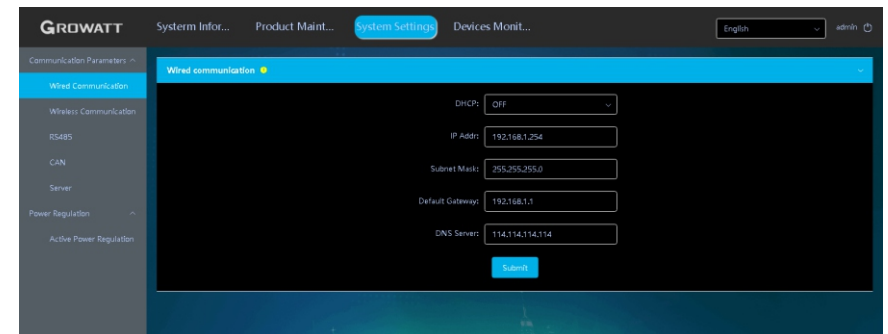 GROWATT
Systerm Infor... Product Maint... System Settings Devices Monit... English admin
Communication Parameters
Wired Communication
Wireless Communication
RS485
CAN
Server
Power Regulation
Active Power Regulation
Wired communication
DHCP: OFF
IP Addr: 192.168.1.254
Subnet Mask: 255.255.255.0
Default Gateway: 192.168.1.1
DNS Server: 114.114.114.114
Submit